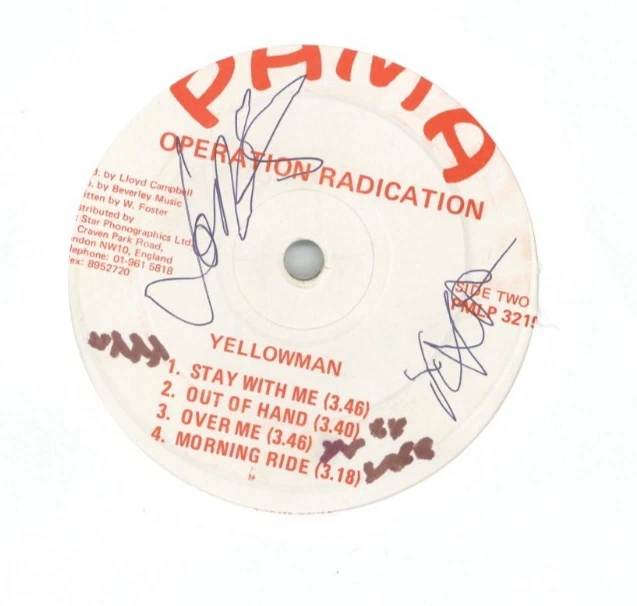 PAMA
OPERATION RADICATION
d. by Lloyd Campbell
. by Beverley Music
itten by W. Foster
tributed by
Star Phonographics Ltd.
Craven Park Road,
ndon NW10, England
lephone: 01-961 5818
ex: 8952720
SIDE TWO
PMLP 3215
YELLOWMAN
1. STAY WITH ME (3.46)
2. OUT OF HAND (3.40)
3. OVER ME (3.46)
4. MORNING RIDE (3.18)